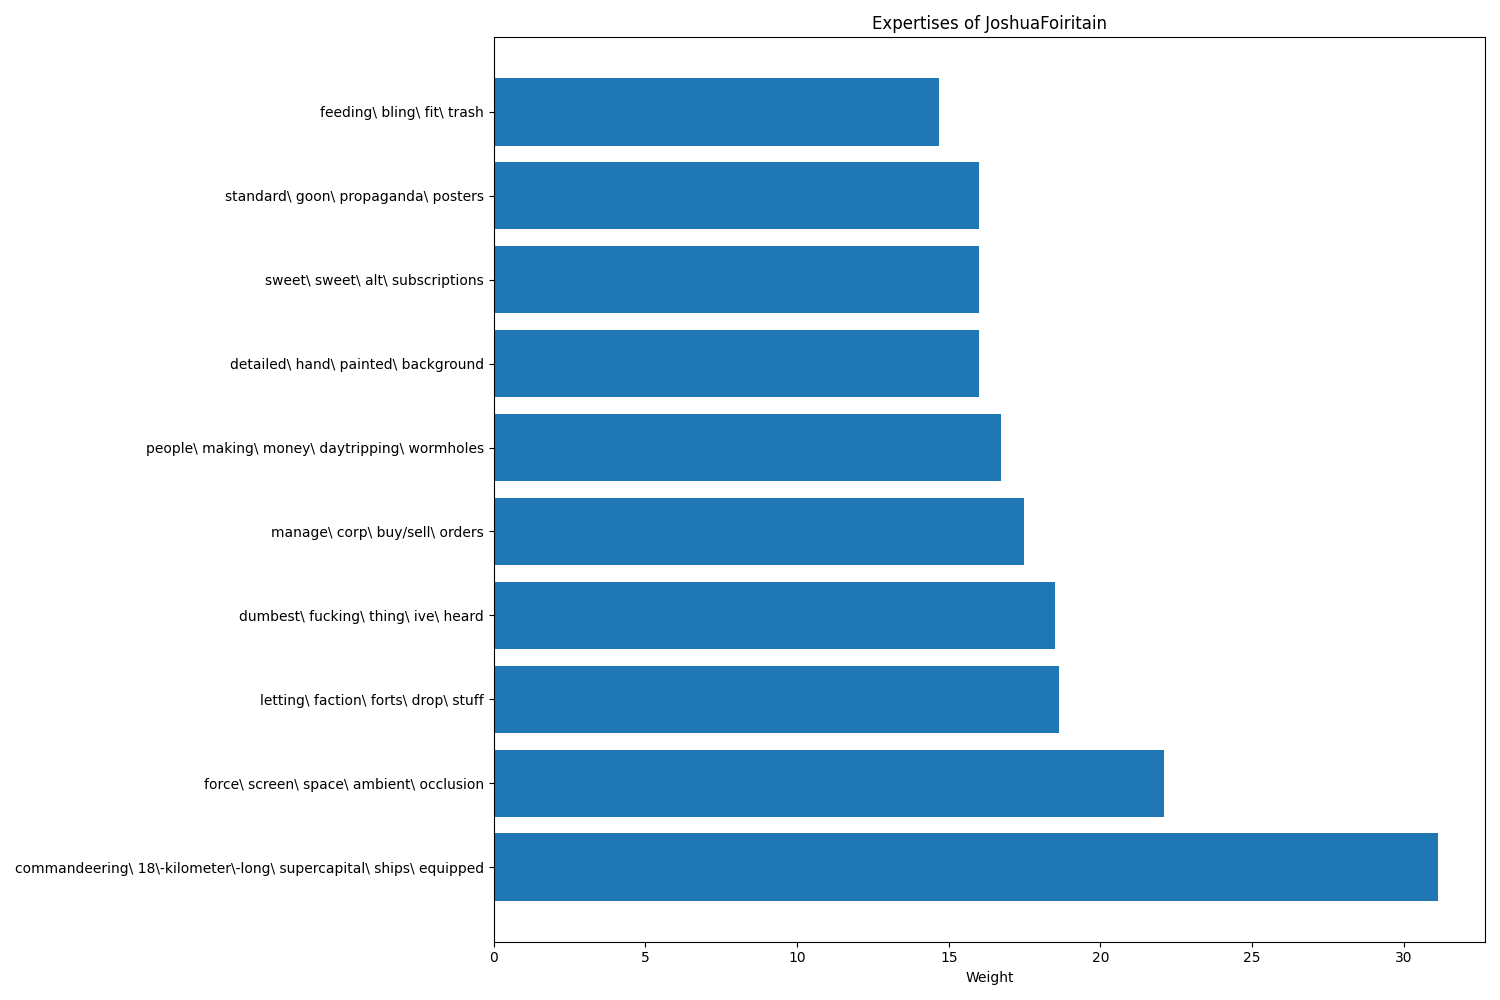 Expertises of JoshuaFoiritain
feeding\ bling\ fit\ trash
standard\ goon\ propaganda\ posters
sweet\ sweet\ alt\ subscriptions
detailed\ hand\ painted\ background
people\ making\ money\ daytripping\ wormholes
manage\ corp\ buy/sell\ orders
dumbest\ fucking\ thing\ ive\ heard
letting\ faction\ forts\ drop\ stuff
force\ screen\ space\ ambient\ occlusion
commandeering\ 18\-kilometer\-long\ supercapital\ ships\ equipped
0 5 10 15 20 25 30
Weight